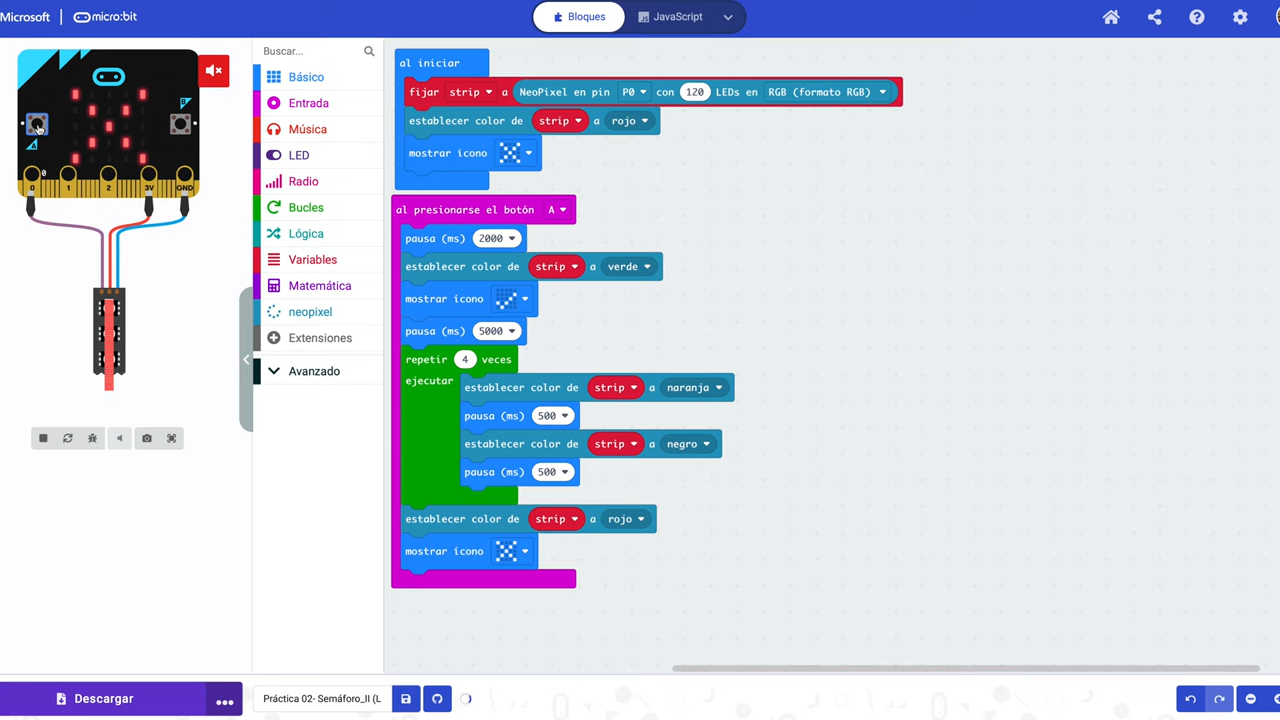 Microsoft
micro:bit
Bloques
JavaScript
B
A
0
0
1
2
3V
GND
Buscar...
Básico
Entrada
Música
LED
Radio
Bucles
Lógica
Variables
Matemática
neopixel
Extensiones
Avanzado
al iniciar
fijar strip a NeoPixel en pin P0 con 120 LEDs en RGB (formato RGB)
establecer color de strip a rojo
mostrar ícono
al presionarse el botón A
pausa (ms) 2000
establecer color de strip a verde
mostrar ícono
pausa (ms) 5000
repetir 4 veces
ejecutar
establecer color de strip a naranja
pausa (ms) 500
establecer color de strip a negro
pausa (ms) 500
establecer color de strip a rojo
mostrar ícono
Descargar
Práctica 02- Semáforo_II (L